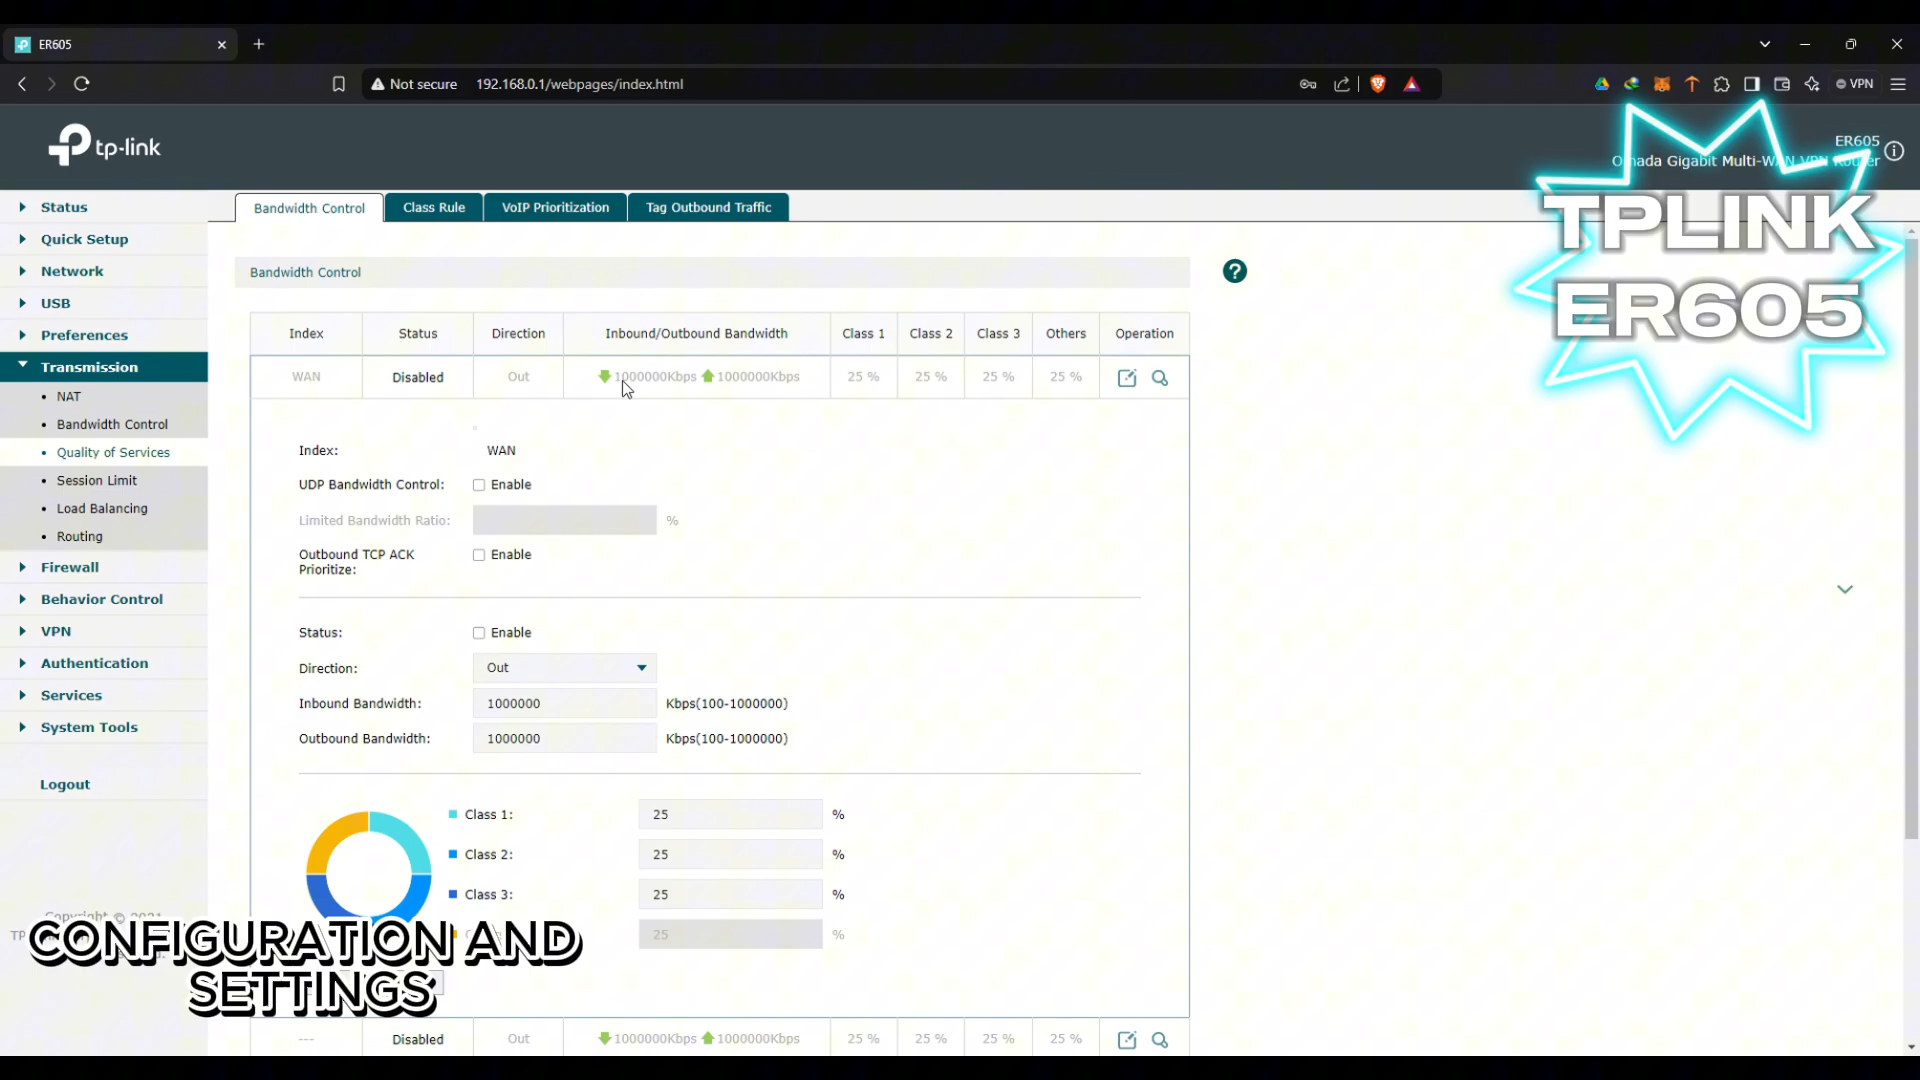 ER605
Not secure 192.168.0.1/webpages/index.html
VPN
tp-link
ER605
Omada Gigabit Multi-WAN VPN Router
TPLINK
ER605
Status
Quick Setup
Network
USB
Preferences
Transmission
NAT
Bandwidth Control
Quality of Services
Session Limit
Load Balancing
Routing
Firewall
Behavior Control
VPN
Authentication
Services
System Tools
Logout
Copyright © 2021
Bandwidth Control Class Rule VoIP Prioritization Tag Outbound Traffic
Bandwidth Control
?
Index Status Direction Inbound/Outbound Bandwidth Class 1 Class 2 Class 3 Others Operation
WAN Disabled Out 1000000Kbps 1000000Kbps 25 % 25 % 25 % 25 %
Index: WAN
UDP Bandwidth Control: Enable
Limited Bandwidth Ratio: %
Outbound TCP ACK
Prioritize: Enable
Status: Enable
Direction: Out
Inbound Bandwidth: 1000000 Kbps(100-1000000)
Outbound Bandwidth: 1000000 Kbps(100-1000000)
Class 1: 25 %
Class 2: 25 %
Class 3: 25 %
25 %
CONFIGURATION AND
SETTINGS
--- Disabled Out 1000000Kbps 1000000Kbps 25 % 25 % 25 % 25 %